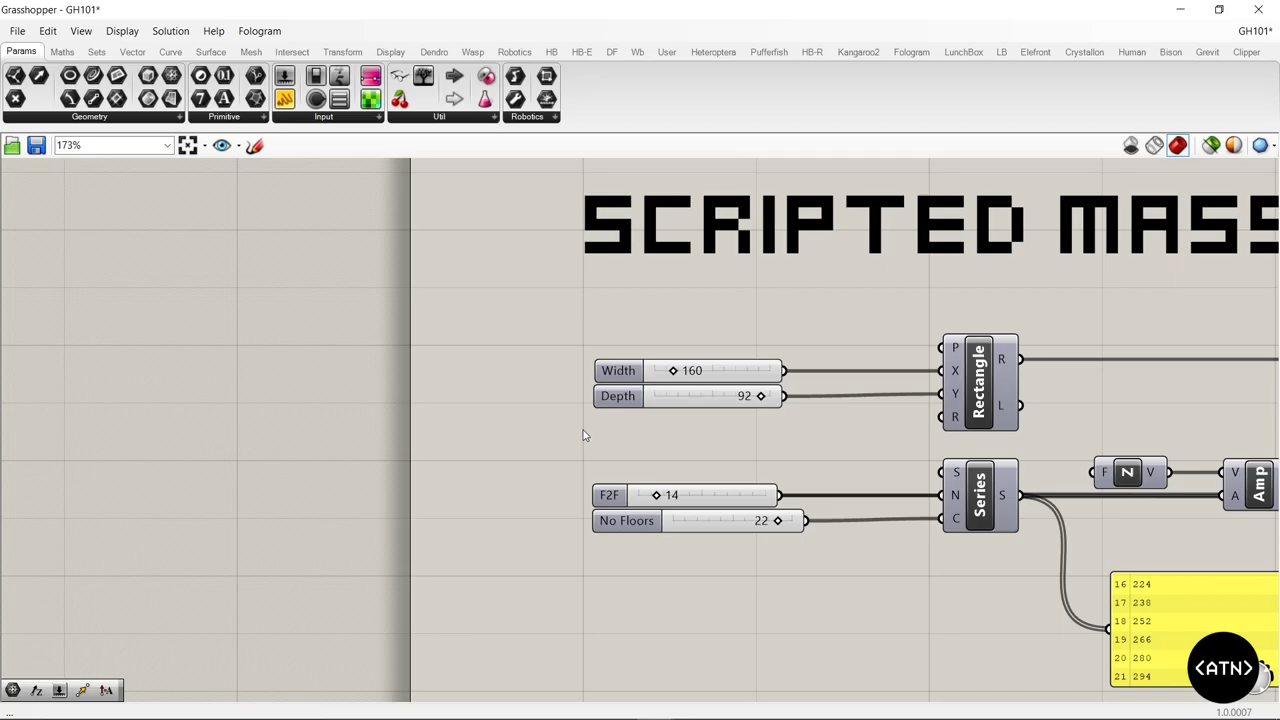 Grasshopper - GH101*
File Edit View Display Solution Help Fologram GH101*
Params Maths Sets Vector Curve Surface Mesh Intersect Transform Display Dendro Wasp Robotics HB HB-E DF Wb User Heteroptera Pufferfish HB-R Kangaroo2 Fologram LunchBox LB Elefront Crystallon Human Bison Grevit Clipper
Geometry Primitive Input Util Robotics
173%
SCRIPTED MASS
Width 160
Depth 92
P
X
Y
R
Rectangle
R
L
F2F 14
No Floors 22
S
N
C
Series
S
F Z V
V
A
Amp
16 224
17 238
18 252
19 266
20 280
21 294
<ATN>
...
1.0.0007